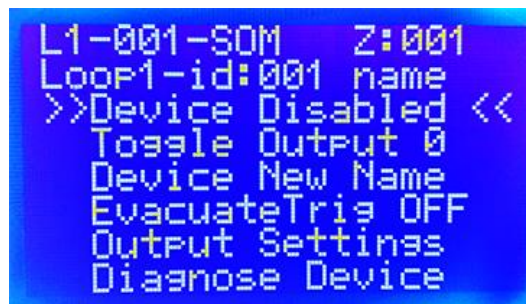 L1-001-SOM Z:001
Loop1-id:001 name
>>Device Disabled <<
Toggle Output 0
Device New Name
EvacuateTrig OFF
Output Settings
Diagnose Device